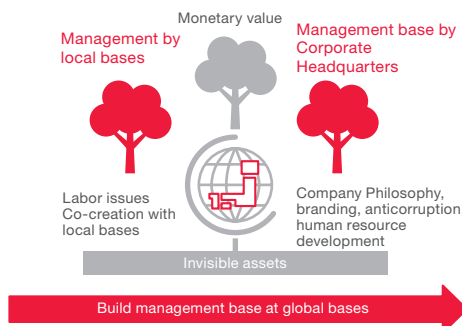 Monetary value
Management by
local bases
Management base by
Corporate
Headquarters
Labor issues
Co-creation with
local bases
Company Philosophy,
branding, anticorruption
human resource
development
Invisible assets
Build management base at global bases